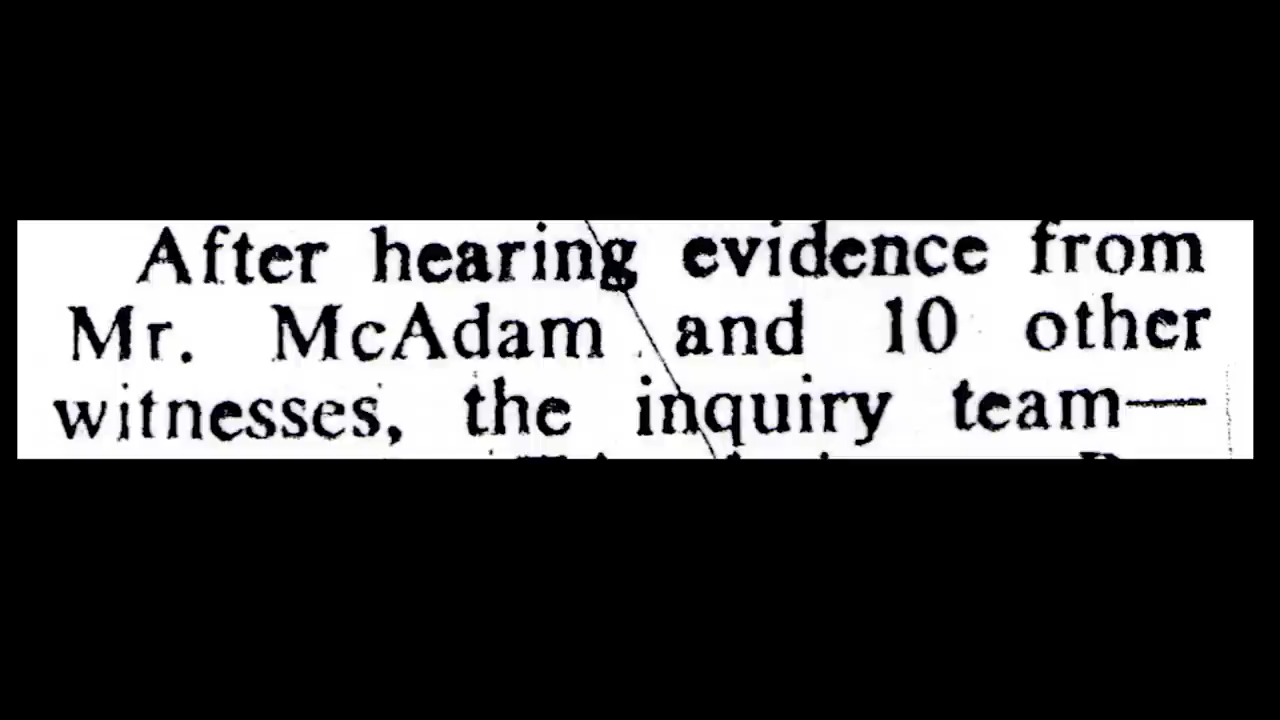 After hearing evidence from
Mr. McAdam and 10 other
witnesses, the inquiry team—